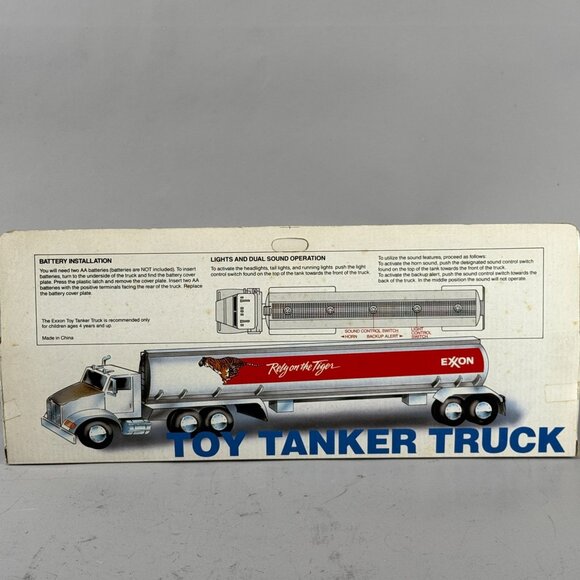 BATTERY INSTALLATION
You will need two AA batteries (batteries are NOT included). To insert
batteries, turn to the underside of the truck and find the battery cover
plate. Press the plastic latch and remove the cover plate. Insert two AA
batteries with the positive terminals facing the rear of the truck. Replace
the battery cover plate.
The Exxon Toy Tanker Truck is recommended only
for children ages 4 years and up.
Made in China
LIGHTS AND DUAL SOUND OPERATION
To activate the headlights, tail lights, and running lights push the light
control switch found on the top of the tank towards the front of the truck.
To utilize the sound features, proceed as follows:
To activate the horn sound, push the designated sound control switch
found on the top of the tank towards the front of the truck.
To activate the backup alert, push the sound control switch towards the
back of the truck. In the middle position the sound will not operate.
SOUND CONTROL SWITCH
HORN BACKUP ALERT
LIGHT
CONTROL
SWITCH
Rely on the Tiger
EXXON
TOY TANKER TRUCK